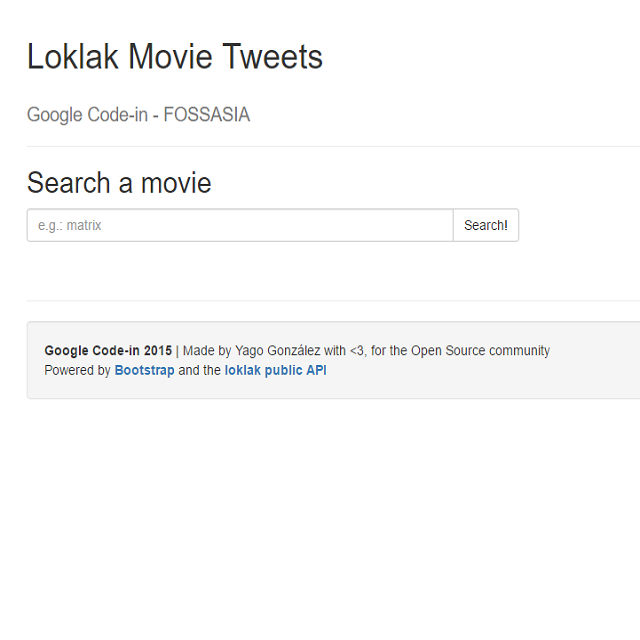 Loklak Movie Tweets
Google Code-in - FOSSASIA
Search a movie
e.g.: matrix Search!
Google Code-in 2015 | Made by Yago González with <3, for the Open Source community
Powered by Bootstrap and the loklak public API